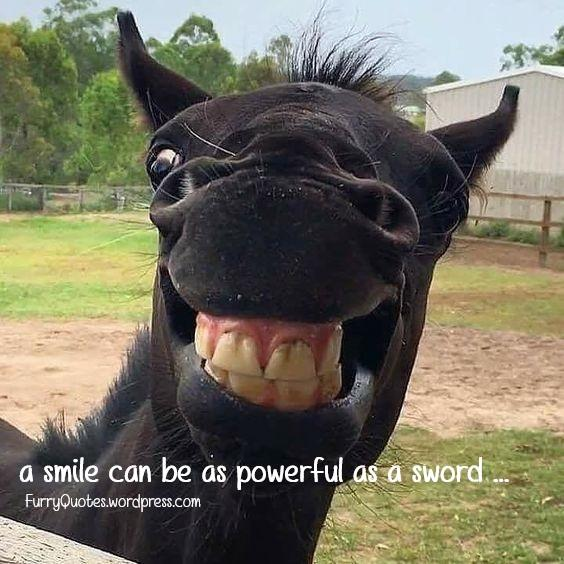 a smile can be as powerful as a sword ...
FurryQuotes.wordpress.com